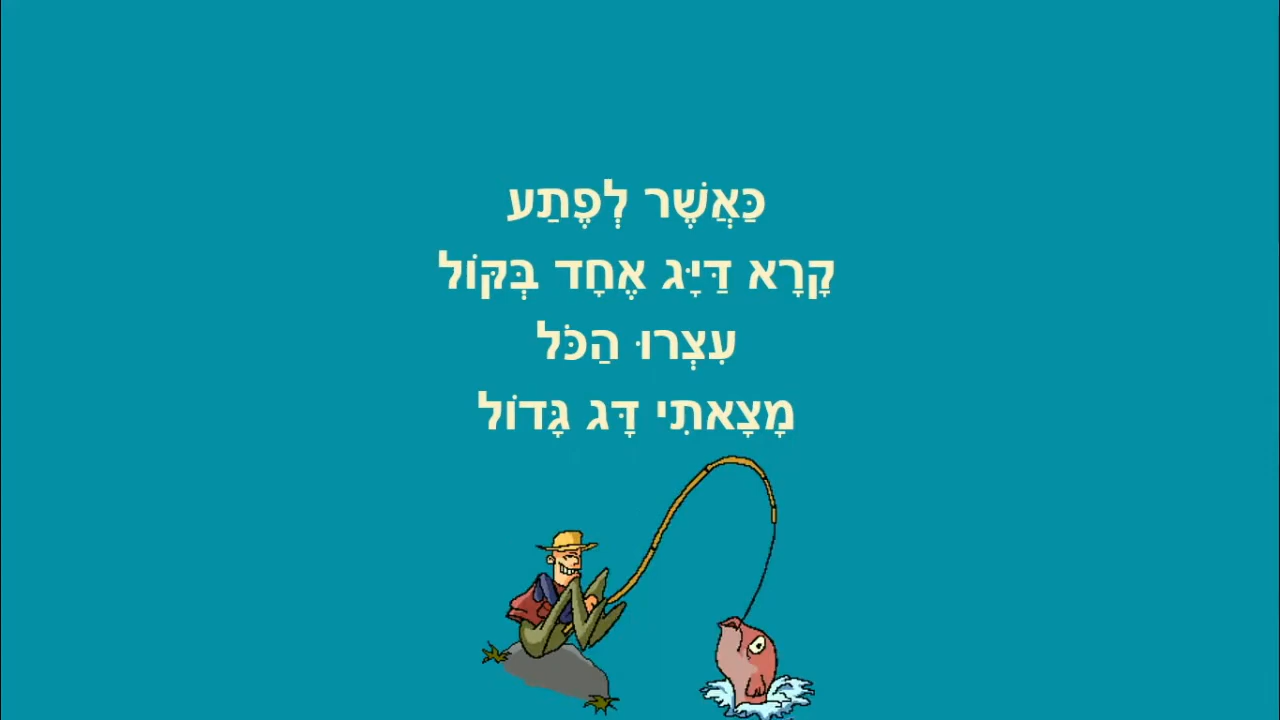 כַּאֲשֶׁר לְפֶתַע
קָרָא דַּיָּג אֶחָד בְּקוֹל
עִצְרוּ הַכֹּל
מָצָאתִי דָּג גָּדוֹל